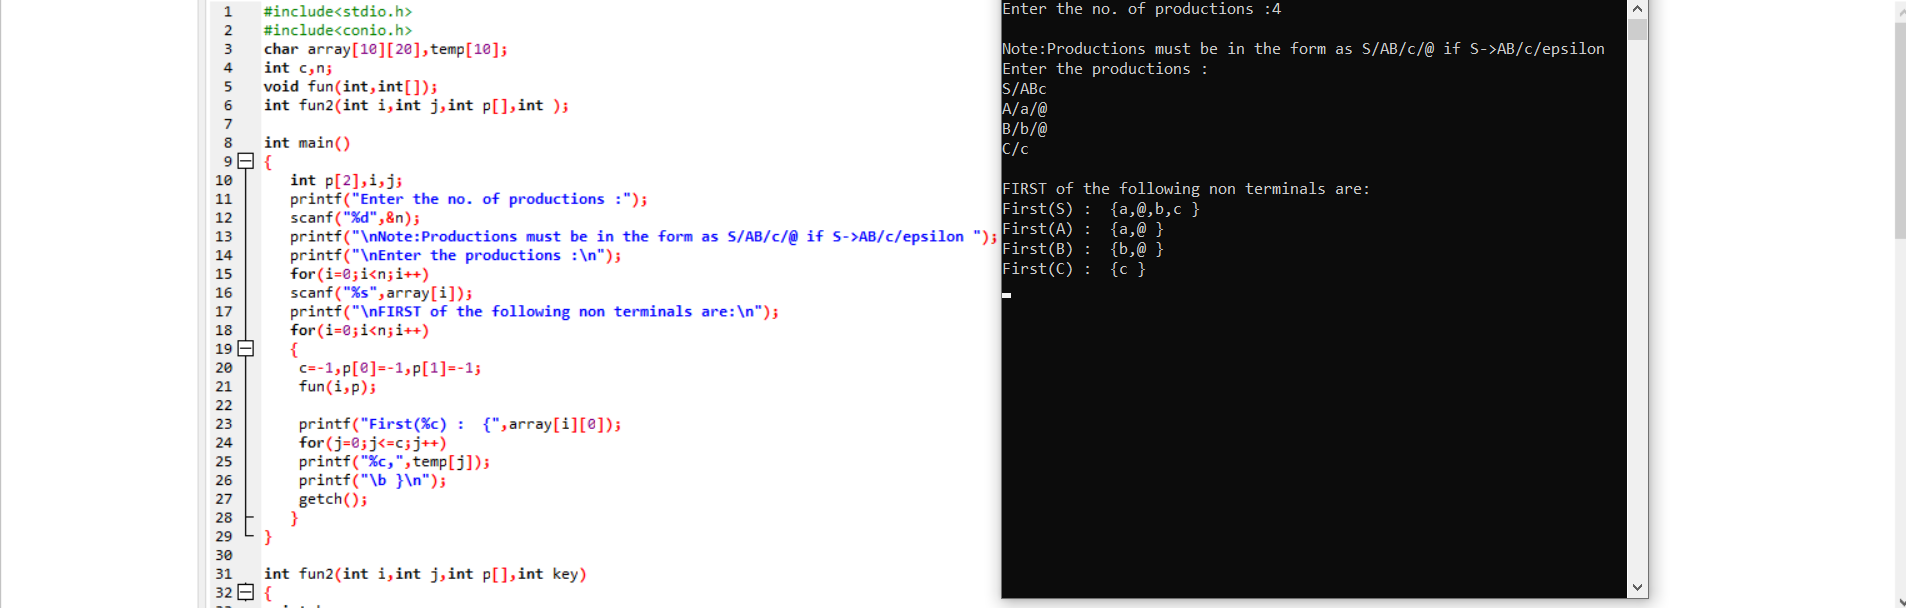 1 #include<stdio.h>
2 #include<conio.h>
3 char array[10][20],temp[10];
4 int c,n;
5 void fun(int,int[]);
6 int fun2(int i,int j,int p[],int );
7
8 int main()
9 {
10 int p[2],i,j;
11 printf("Enter the no. of productions :");
12 scanf("%d",&n);
13 printf("\nNote:Productions must be in the form as S/AB/c/@ if S->AB/c/epsilon ");
14 printf("\nEnter the productions :\n");
15 for(i=0;i<n;i++)
16 scanf("%s",array[i]);
17 printf("\nFIRST of the following non terminals are:\n");
18 for(i=0;i<n;i++)
19 {
20 c=-1,p[0]=-1,p[1]=-1;
21 fun(i,p);
22
23 printf("First(%c) :  {",array[i][0]);
24 for(j=0;j<=c;j++)
25 printf("%c,",temp[j]);
26 printf("\b }\n");
27 getch();
28 }
29 }
30
31 int fun2(int i,int j,int p[],int key)
32 {
Enter the no. of productions :4
Note:Productions must be in the form as S/AB/c/@ if S->AB/c/epsilon
Enter the productions :
S/ABc
A/a/@
B/b/@
C/c
FIRST of the following non terminals are:
First(S) :  {a,@,b,c }
First(A) :  {a,@ }
First(B) :  {b,@ }
First(C) :  {c }